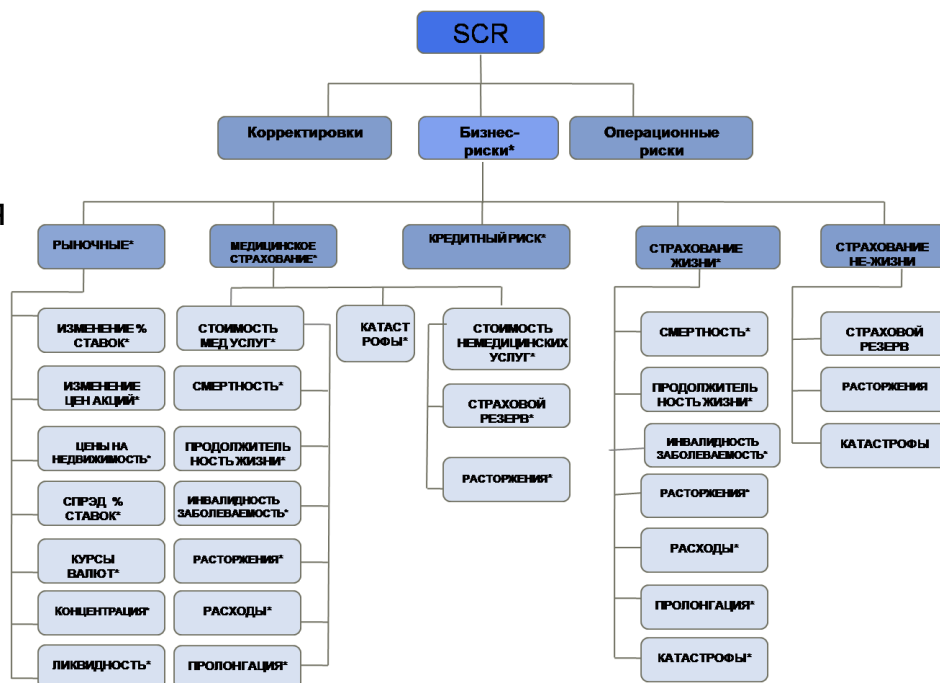 SCR
Корректировки
Бизнес-
риски*
Операционные
риски
я
РЫНОЧНЫЕ*
МЕДИЦИНСКОЕ
СТРАХОВАНИЕ*
КРЕДИТНЫЙ РИСК*
СТРАХОВАНИЕ
ЖИЗНИ*
СТРАХОВАНИЕ
НЕ-ЖИЗНИ
ИЗМЕНЕНИЕ %
СТАВОК*
ИЗМЕНЕНИЕ
ЦЕН АКЦИЙ*
ЦЕНЫ НА
НЕДВИЖИМОСТЬ*
СПРЭД %
СТАВОК*
КУРСЫ
ВАЛЮТ*
КОНЦЕНТРАЦИЯ*
ЛИКВИДНОСТЬ*
СТОИМОСТЬ
МЕД УСЛУГ*
СМЕРТНОСТЬ*
ПРОДОЛЖИТЕЛЬ
НОСТЬ ЖИЗНИ*
ИНВАЛИДНОСТЬ
ЗАБОЛЕВАЕМОСТЬ*
РАСТОРЖЕНИЯ*
РАСХОДЫ*
ПРОЛОНГАЦИЯ*
КАТАСТ
РОФЫ*
СТОИМОСТЬ
НЕМЕДИЦИНСКИХ
УСЛУГ*
СТРАХОВОЙ
РЕЗЕРВ*
РАСТОРЖЕНИЯ*
СМЕРТНОСТЬ*
ПРОДОЛЖИТЕЛЬ
НОСТЬ ЖИЗНИ*
ИНВАЛИДНОСТЬ
ЗАБОЛЕВАЕМОСТЬ*
РАСТОРЖЕНИЯ*
РАСХОДЫ*
ПРОЛОНГАЦИЯ*
КАТАСТРОФЫ*
СТРАХОВОЙ
РЕЗЕРВ
РАСТОРЖЕНИЯ
КАТАСТРОФЫ